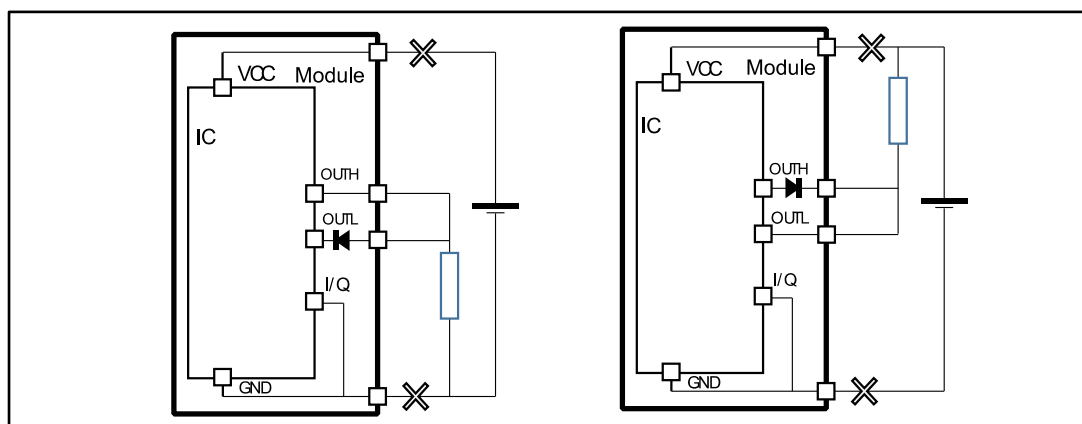 VCC
Module
IC
OUTH
OUTL
I/Q
GND
VCC
Module
IC
OUTH
OUTL
I/Q
GND